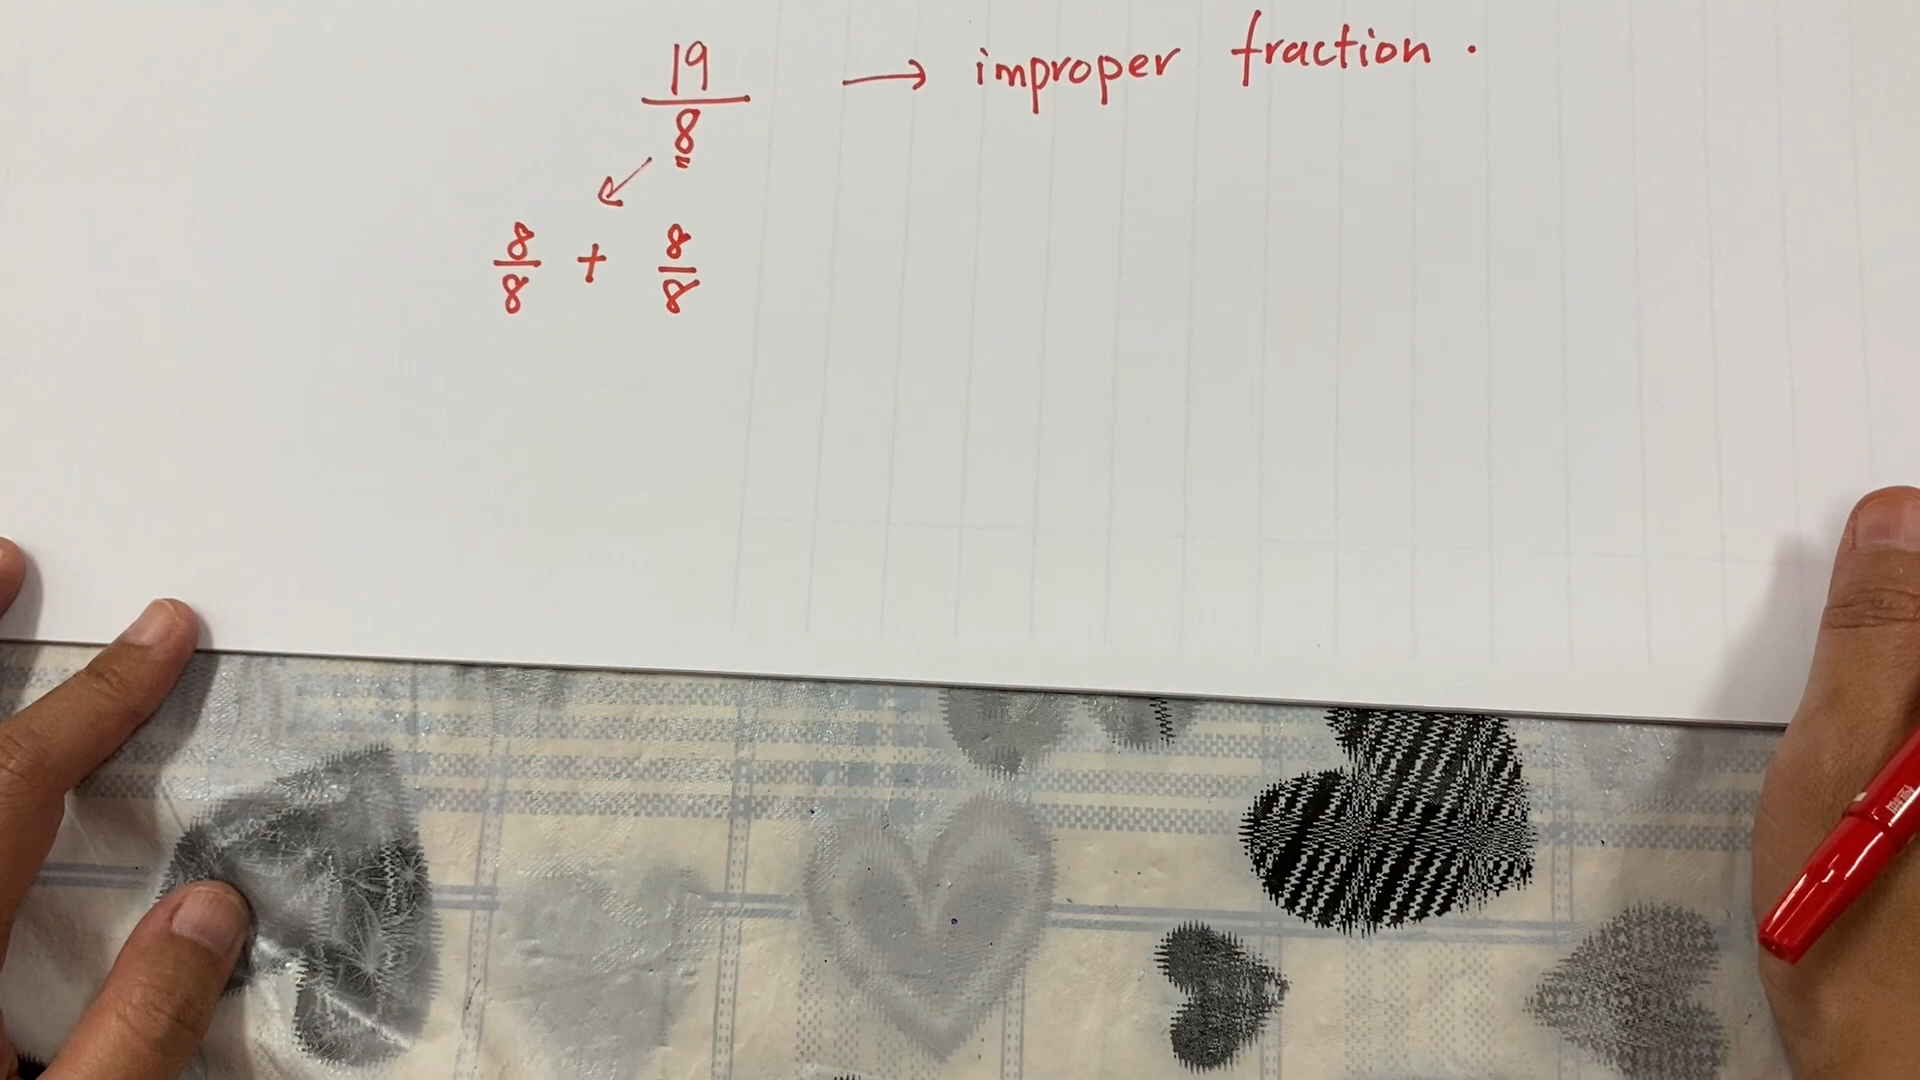 19/8 → improper fraction .
8/8 + 8/8